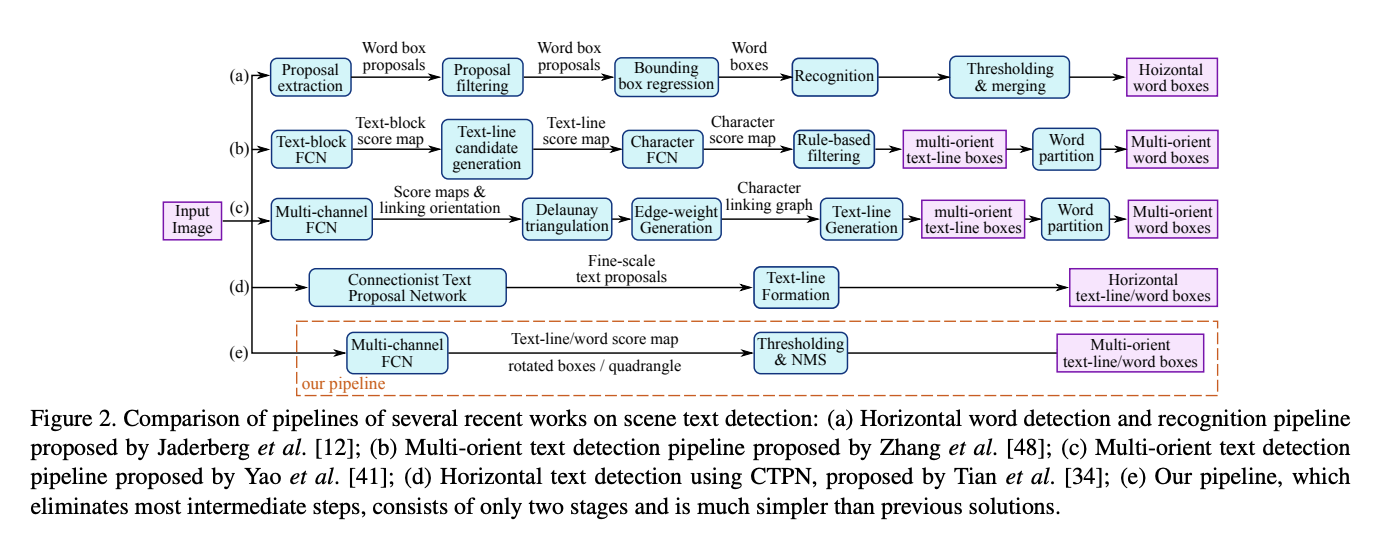 Word box
proposals
Word box
proposals
Word
boxes
(a)
Proposal
extraction
Proposal
filtering
Bounding
box regression
Recognition
Thresholding
& merging
Hoizontal
word boxes
Text-block
score map
Text-line
score map
Character
score map
(b)
Text-block
FCN
Text-line
candidate
generation
Character
FCN
Rule-based
filtering
multi-orient
text-line boxes
Word
partition
Multi-orient
word boxes
Score maps &
linking orientation
Character
linking graph
Input
Image
(c)
Multi-channel
FCN
Delaunay
triangulation
Edge-weight
Generation
Text-line
Generation
multi-orient
text-line boxes
Word
partition
Multi-orient
word boxes
Fine-scale
text proposals
(d)
Connectionist Text
Proposal Network
Text-line
Formation
Horizontal
text-line/word boxes
(e)
Multi-channel
FCN
Text-line/word score map
rotated boxes / quadrangle
Thresholding
& NMS
Multi-orient
text-line/word boxes
our pipeline
Figure 2. Comparison of pipelines of several recent works on scene text detection: (a) Horizontal word detection and recognition pipeline
proposed by Jaderberg et al. [12]; (b) Multi-orient text detection pipeline proposed by Zhang et al. [48]; (c) Multi-orient text detection
pipeline proposed by Yao et al. [41]; (d) Horizontal text detection using CTPN, proposed by Tian et al. [34]; (e) Our pipeline, which
eliminates most intermediate steps, consists of only two stages and is much simpler than previous solutions.